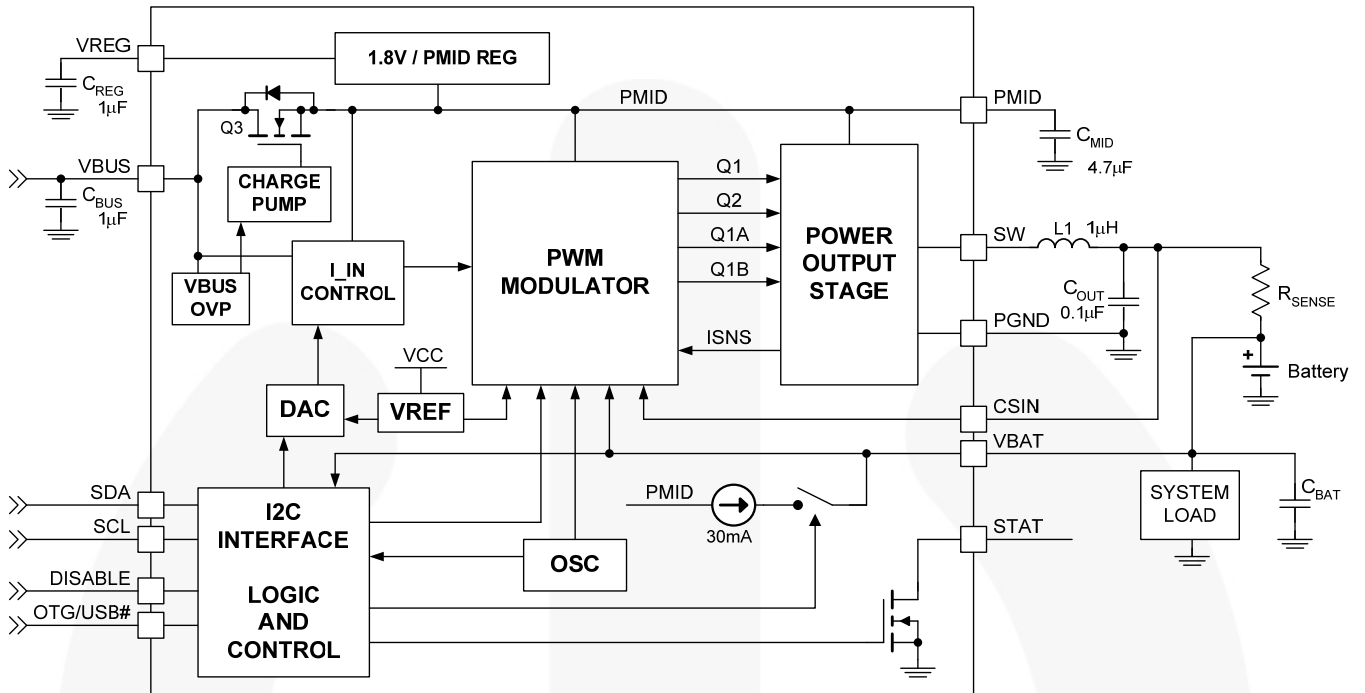 VREG
C_REG
1µF
1.8V / PMID REG
PMID
PMID
C_MID
4.7µF
Q3
VBUS
C_BUS
1µF
CHARGE
PUMP
VBUS
OVP
I_IN
CONTROL
PWM
MODULATOR
Q1
Q2
Q1A
Q1B
ISNS
POWER
OUTPUT
STAGE
SW
L1 1µH
C_OUT
0.1µF
R_SENSE
PGND
+
Battery
VCC
DAC
VREF
CSIN
VBAT
SDA
SCL
DISABLE
OTG/USB#
I2C
INTERFACE
LOGIC
AND
CONTROL
PMID
30mA
OSC
SYSTEM
LOAD
C_BAT
STAT